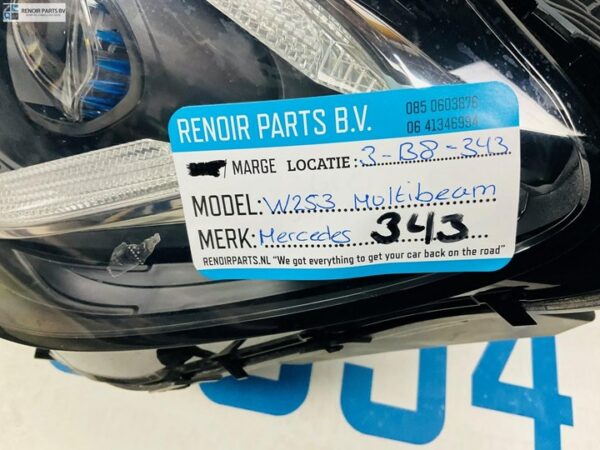 RENOIR PARTS BV
RENOIR PARTS B.V.
085 0603676
06 41346994
MARGE LOCATIE: 3-B8-343
MODEL: W253 Multibeam
MERK: Mercedes 343
RENOIRPARTS.NL “We got everything to get your car back on the road”